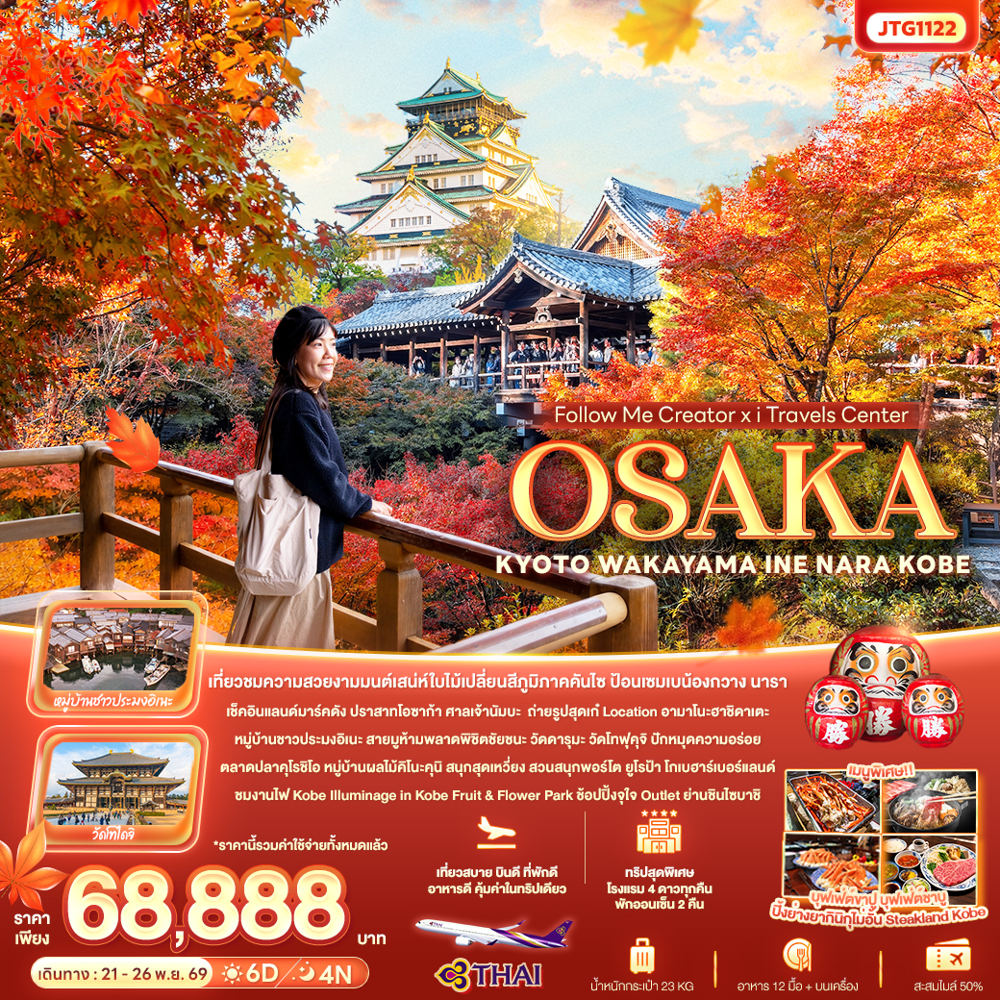 JTG1122
Follow Me Creator x i Travels Center
OSAKA
KYOTO WAKAYAMA INE NARA KOBE
หมู่บ้านชาวประมงอิเนะ
วัดโทไดจิ
เที่ยวชมความสวยงามมนต์เสน่ห์ใบไม้เปลี่ยนสีภูมิภาคคันไซ ป้อนเซมเบน้องกวาง นารา
เช็คอินแลนด์มาร์คดัง ปราสาทโอซาก้า ศาลเจ้านัมบะ ถ่ายรูปสุดเก๋ Location อามาโนะฮาชิดาเตะ
หมู่บ้านชาวประมงอิเนะ สายมูห้ามพลาดพิชิตชัยชนะ วัดดารุมะ วัดโทฟุคุจิ ปักหมุดความอร่อย
ตลาดปลาคุโรชิโอ หมู่บ้านผลไม้คิโนะคุนิ สนุกสุดเหวี่ยง สวนสนุกพอร์โต ยูโรป้า โกเบฮาร์เบอร์แลนด์
ชมงานไฟ Kobe Illuminage in Kobe Fruit & Flower Park ช้อปปิ้งจุใจ Outlet ย่านชินไซบาชิ
勝
勝
勝
เมนูพิเศษ!!
บุฟเฟต์ขาปู บุฟเฟต์ชาบู
ปิ้งย่างยากินิกุไม่อั้น Steakland Kobe
*ราคานี้รวมค่าใช้จ่ายทั้งหมดแล้ว
ราคา
เพียง
68,888
บาท
เดินทาง : 21 - 26 พ.ย. 69
6D
4N
เที่ยวสบาย บินดี ที่พักดี
อาหารดี คุ้มค่าในทริปเดียว
ทริปสุดพิเศษ
โรงแรม 4 ดาวทุกคืน
พักออนเซ็น 2 คืน
THAI
THAI
น้ำหนักกระเป๋า 23 KG
อาหาร 12 มื้อ + บนเครื่อง
สะสมไมล์ 50%